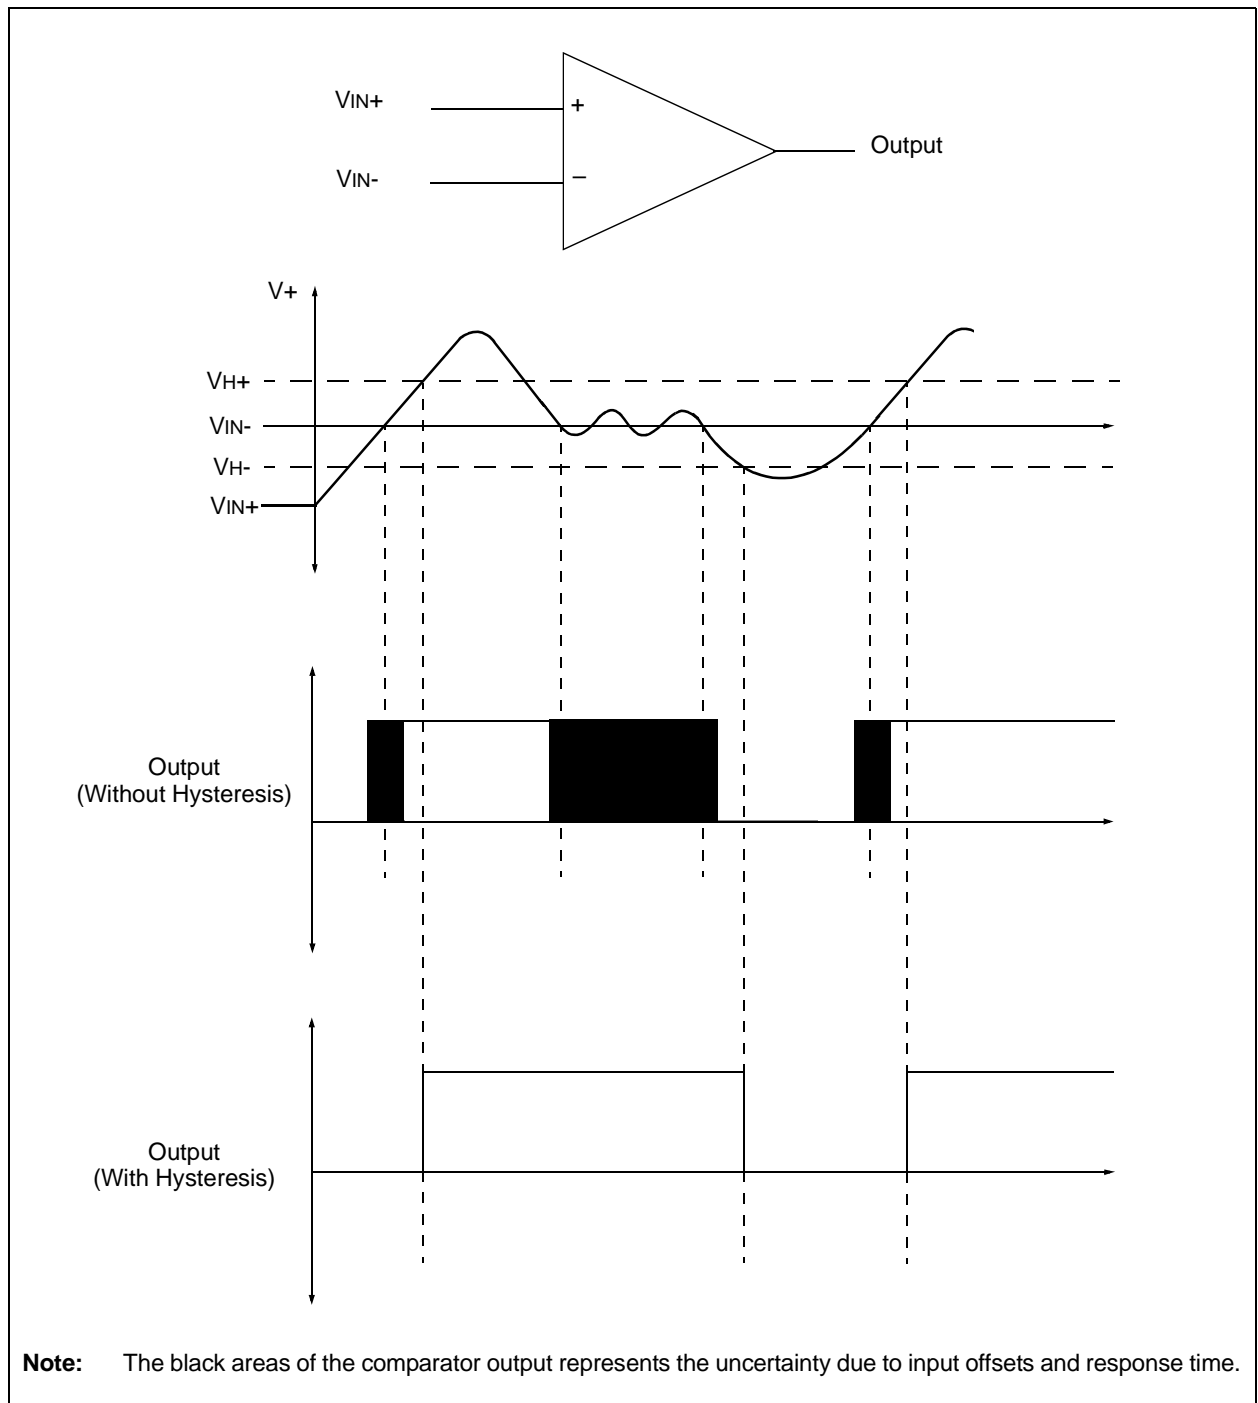 VIN+
+
Output
VIN-
–
V+
VH+
VIN-
VH-
VIN+
Output
(Without Hysteresis)
Output
(With Hysteresis)
Note: The black areas of the comparator output represents the uncertainty due to input offsets and response time.